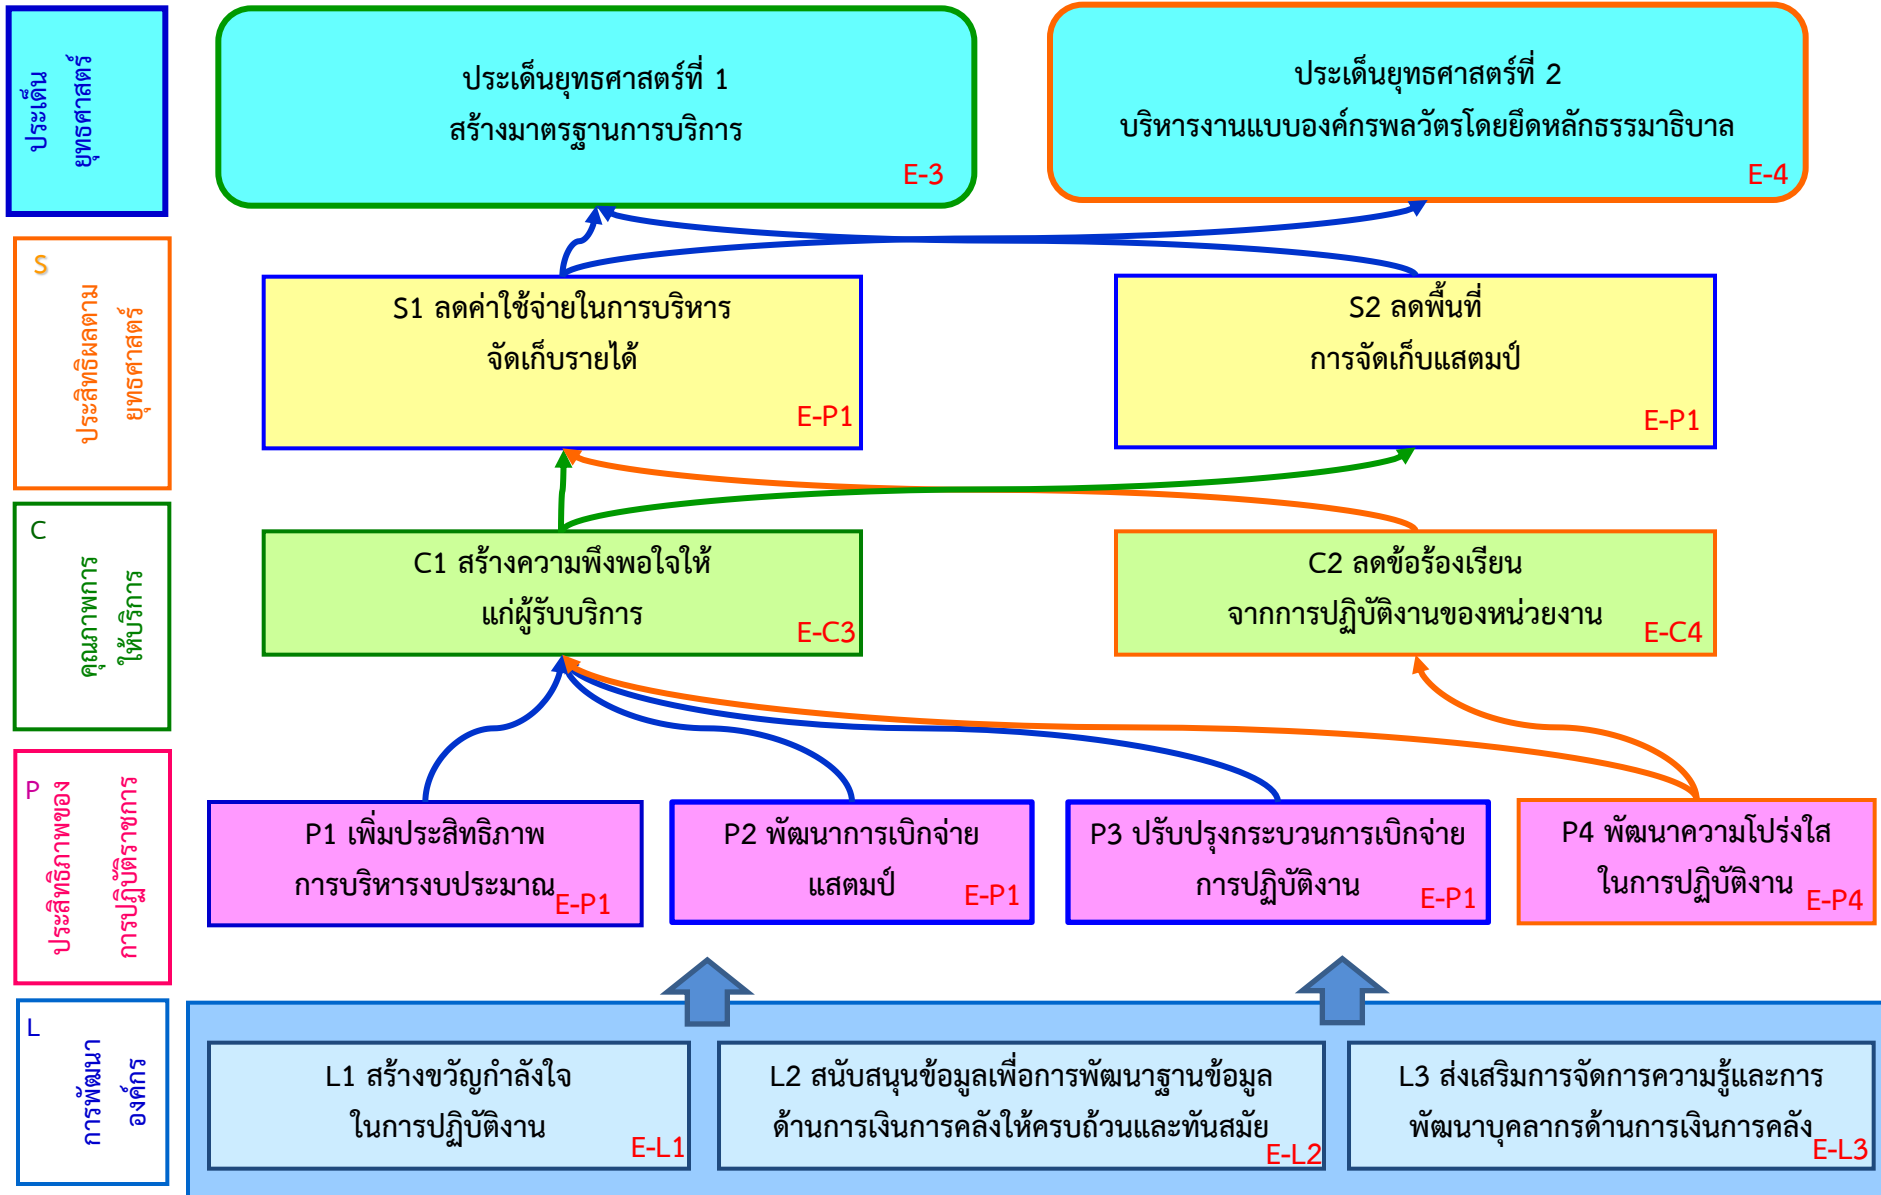 ประเด็น
ยุทธศาสตร์
ประเด็นยุทธศาสตร์ที่ 1
สร้างมาตรฐานการบริการ
E-3
ประเด็นยุทธศาสตร์ที่ 2
บริหารงานแบบองค์กรพลวัตรโดยยึดหลักธรรมาธิบาล
E-4
S
ประสิทธิผลตาม
ยุทธศาสตร์
S1 ลดค่าใช้จ่ายในการบริหาร
จัดเก็บรายได้
E-P1
S2 ลดพื้นที่
การจัดเก็บแสตมป์
E-P1
C
คุณภาพการ
ให้บริการ
C1 สร้างความพึงพอใจให้
แก่ผู้รับบริการ
E-C3
C2 ลดข้อร้องเรียน
จากการปฏิบัติงานของหน่วยงาน
E-C4
P
ประสิทธิภาพของ
การปฏิบัติราชการ
P1 เพิ่มประสิทธิภาพ
การบริหารงบประมาณ
E-P1
P2 พัฒนาการเบิกจ่าย
แสตมป์
E-P1
P3 ปรับปรุงกระบวนการเบิกจ่าย
การปฏิบัติงาน
E-P1
P4 พัฒนาความโปร่งใส
ในการปฏิบัติงาน
E-P4
L
การพัฒนา
องค์กร
L1 สร้างขวัญกำลังใจ
ในการปฏิบัติงาน
E-L1
L2 สนับสนุนข้อมูลเพื่อการพัฒนาฐานข้อมูล
ด้านการเงินการคลังให้ครบถ้วนและทันสมัย
E-L2
L3 ส่งเสริมการจัดการความรู้และการ
พัฒนาบุคลากรด้านการเงินการคลัง
E-L3